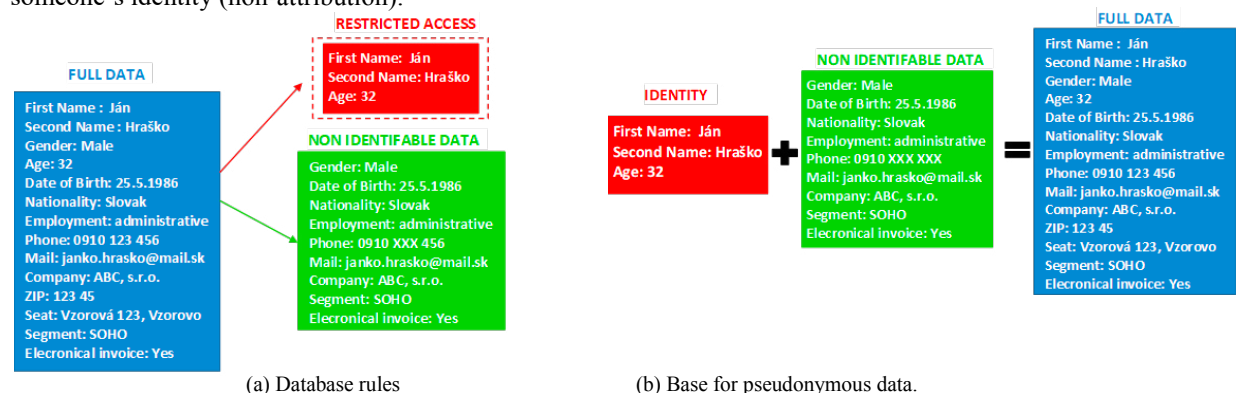 someone's identity (non-attribution).
RESTRICTED ACCESS
First Name: Ján
Second Name: Hraško
Age: 32
FULL DATA
First Name : Ján
Second Name : Hraško
Gender: Male
Age: 32
Date of Birth: 25.5.1986
Nationality: Slovak
Employment: administrative
Phone: 0910 123 456
Mail: janko.hrasko@mail.sk
Company: ABC, s.r.o.
ZIP: 123 45
Seat: Vzorová 123, Vzorovo
Segment: SOHO
Elecronical invoice: Yes
NON IDENTIFABLE DATA
Gender: Male
Date of Birth: 25.5.1986
Nationality: Slovak
Employment: administrative
Phone: 0910 XXX 456
Mail: janko.hrasko@mail.sk
Company: ABC, s.r.o.
Segment: SOHO
Elecronical invoice: Yes
(a) Database rules
IDENTITY
First Name: Ján
Second Name: Hraško
Age: 32
+
NON IDENTIFABLE DATA
Gender: Male
Date of Birth: 25.5.1986
Nationality: Slovak
Employment: administrative
Phone: 0910 XXX XXX
Mail: janko.hrasko@mail.sk
Company: ABC, s.r.o.
Segment: SOHO
Elecronical invoice: Yes
=
FULL DATA
First Name : Ján
Second Name : Hraško
Gender: Male
Age: 32
Date of Birth: 25.5.1986
Nationality: Slovak
Employment: administrative
Phone: 0910 123 456
Mail: janko.hrasko@mail.sk
Company: ABC, s.r.o.
ZIP: 123 45
Seat: Vzorová 123, Vzorovo
Segment: SOHO
Elecronical invoice: Yes
(b) Base for pseudonymous data.